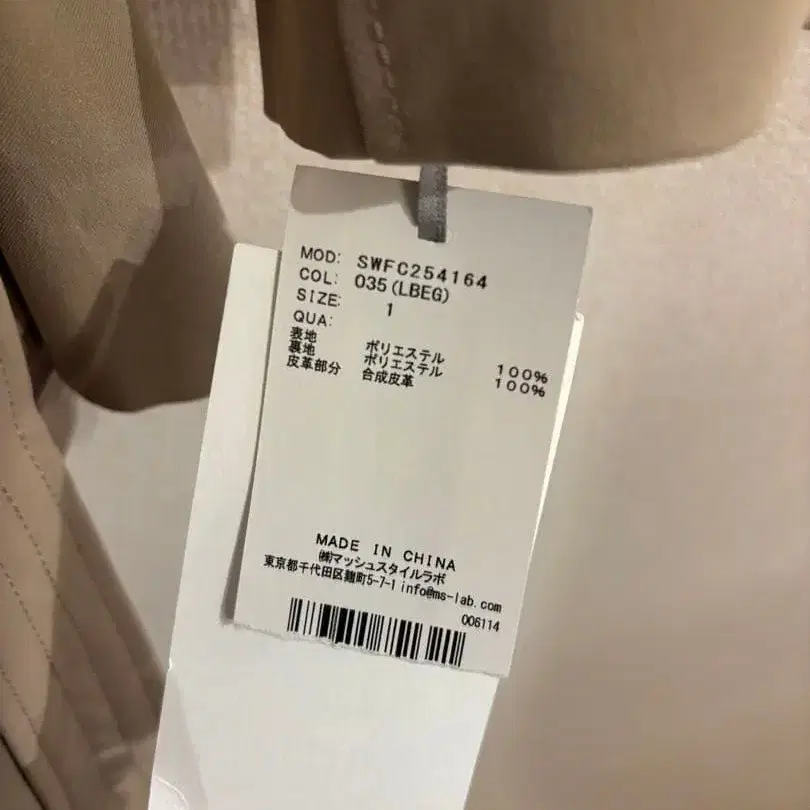 MOD: SWFC254164
COL: 035(LBEG)
SIZE: 1
QUA:
表地 ポリエステル 100%
裏地 ポリエステル 100%
皮革部分 合成皮革
MADE IN CHINA
㈱マッシュスタイルラボ
東京都千代田区麹町5-7-1 info@ms-lab.com
006114